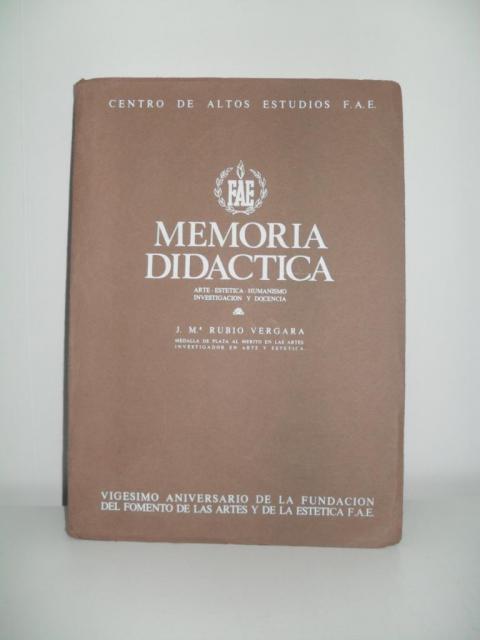 CENTRO DE ALTOS ESTUDIOS F.A.E.
FAE
MEMORIA
DIDACTICA
ARTE - ESTETICA - HUMANISMO
INVESTIGACION Y DOCENCIA
J. Mª RUBIO VERGARA
MEDALLA DE PLATA AL MERITO EN LAS ARTES
INVESTIGADOR EN ARTE Y ESTETICA.
VIGESIMO ANIVERSARIO DE LA FUNDACION
DEL FOMENTO DE LAS ARTES Y DE LA ESTETICA F.A.E.